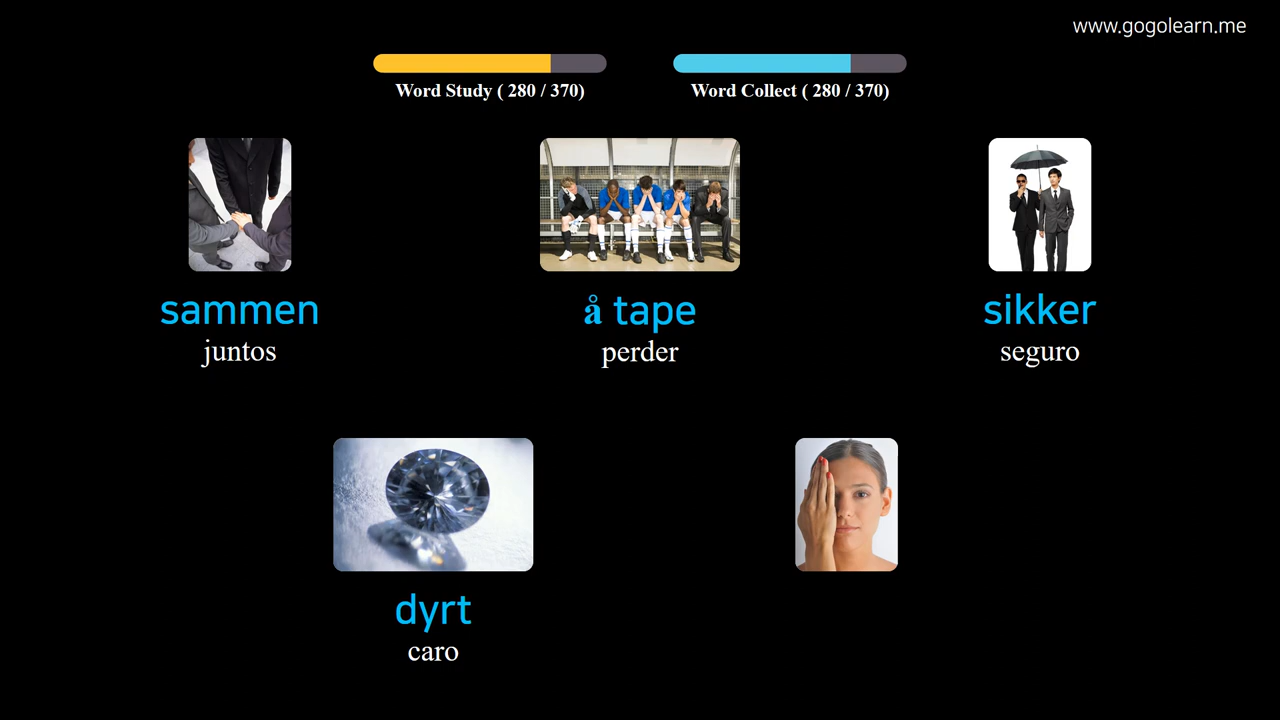 www.gogolearn.me
Word Study ( 280 / 370)
Word Collect ( 280 / 370)
sammen
juntos
å tape
perder
sikker
seguro
dyrt
caro